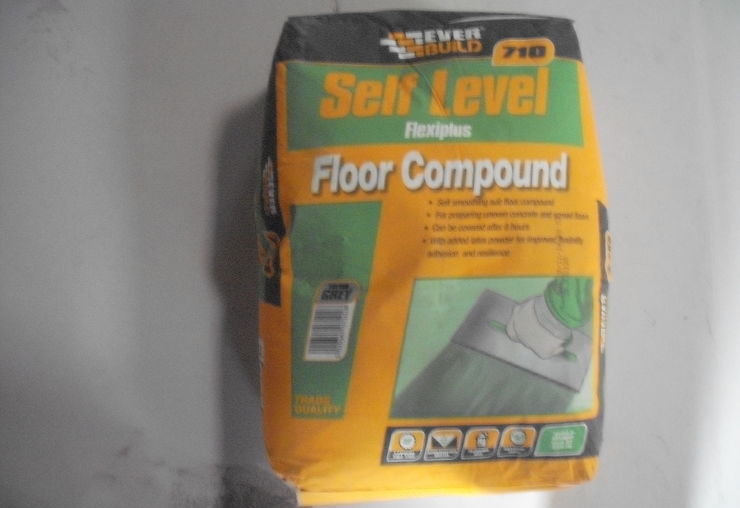 EVER
BUILD
710
Self Level
Flexiplus
Floor Compound
• Self smoothing sub floor compound
• For preparing uneven concrete and screed floors
• Can be covered after 8 hours
• With added latex powder for improved flexibility
adhesion and resilience
GREY
TRADE
QUALITY